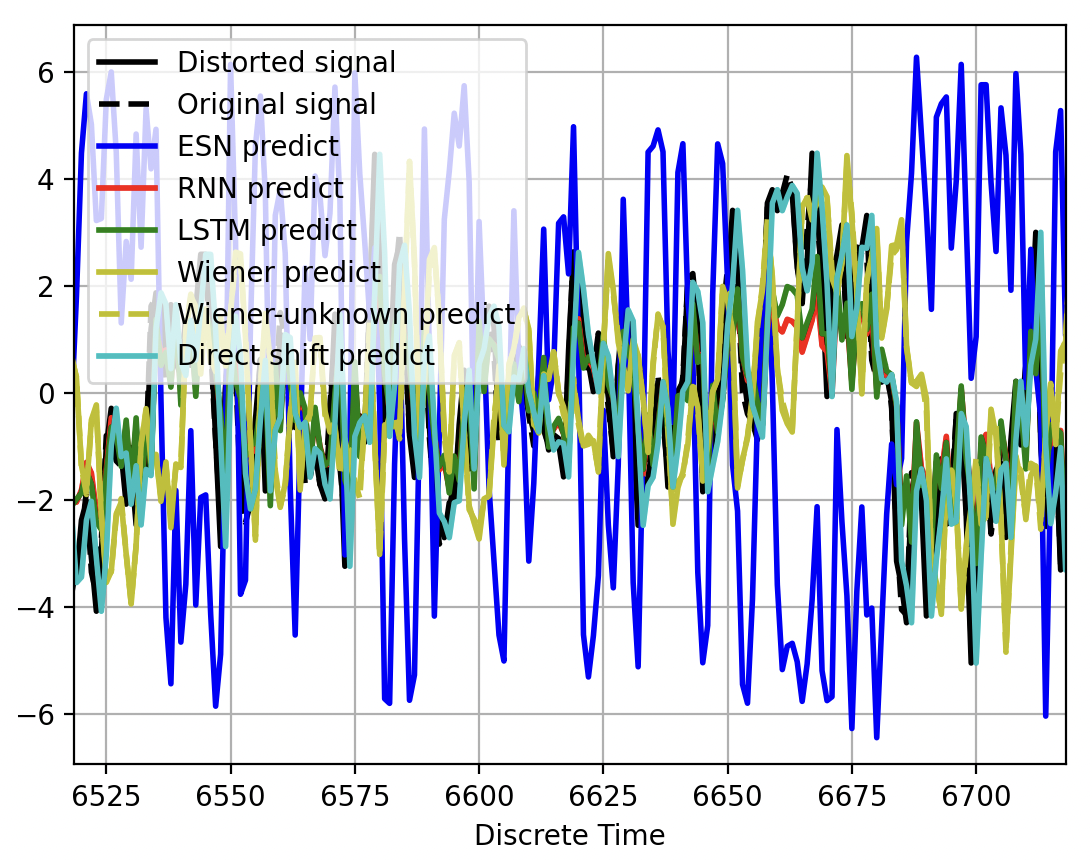 Distorted signal
Original signal
ESN predict
RNN predict
LSTM predict
Wiener predict
Wiener-unknown predict
Direct shift predict
6
4
2
0
−2
−4
−6
6525 6550 6575 6600 6625 6650 6675 6700
Discrete Time